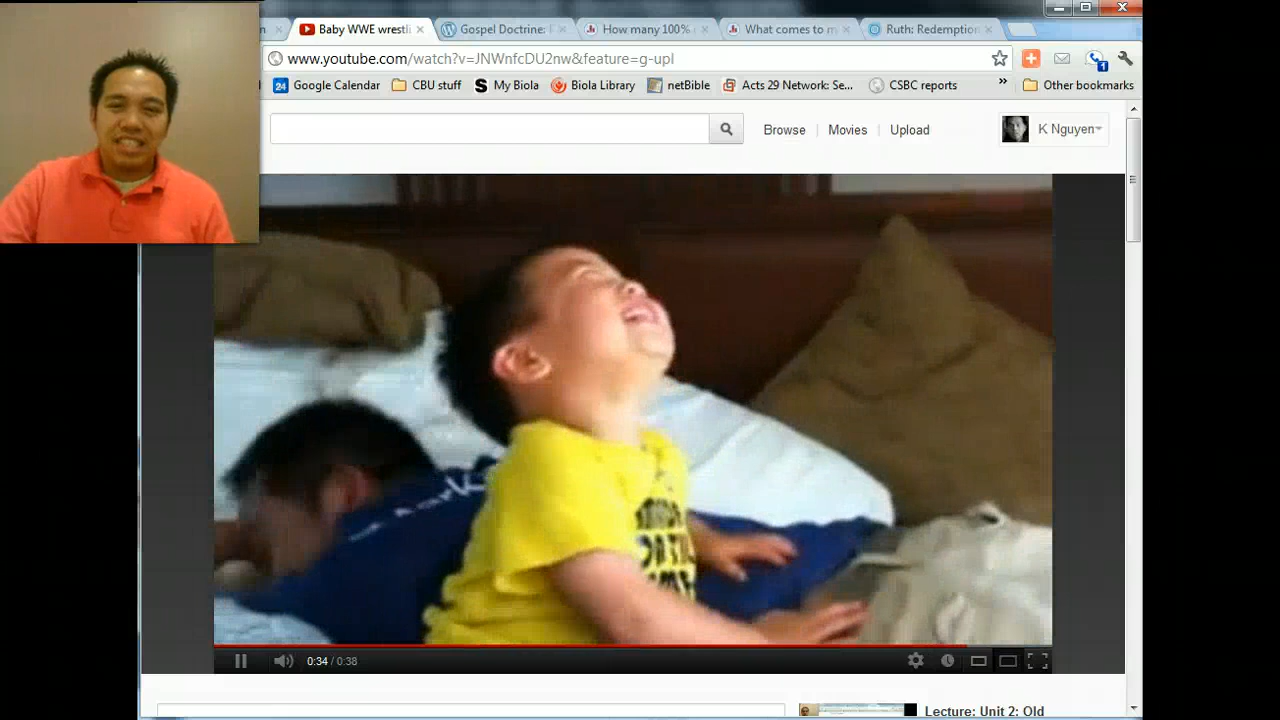 Baby WWE wrestli
Gospel Doctrine: F
How many 100%
What comes to m
Ruth: Redemption
www.youtube.com/watch?v=JNWnfcDU2nw&feature=g-upl
1
24 Google Calendar
CBU stuff
S My Biola
Biola Library
netBible
Acts 29 Network: Se...
CSBC reports
»
Other bookmarks
Browse
Movies
Upload
K Nguyen
0:34 / 0:38
Lecture: Unit 2: Old